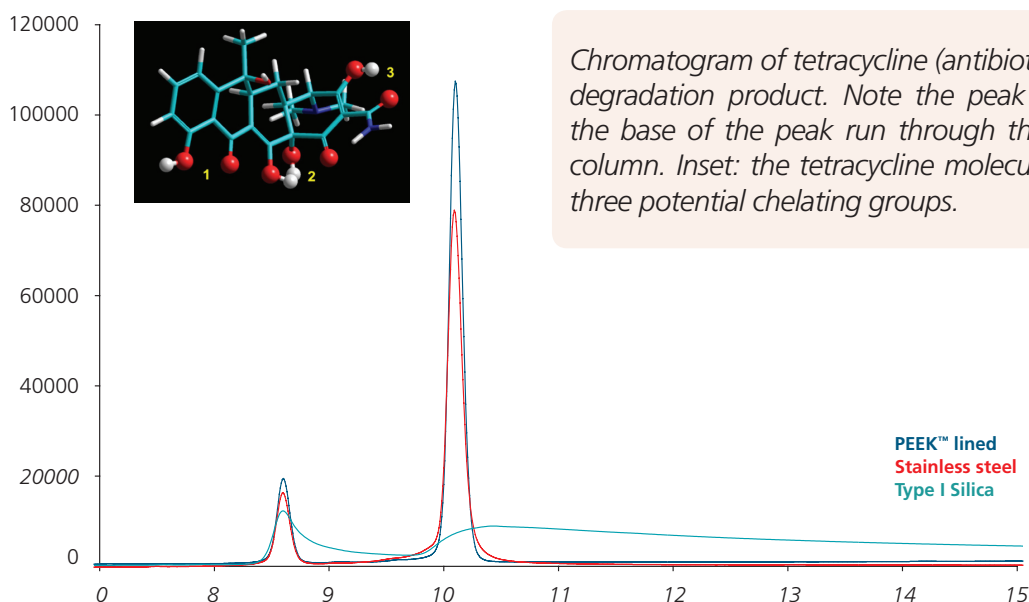 120000
100000
80000
60000
40000
20000
0
1
2
3
Chromatogram of tetracycline (antibiot
degradation product. Note the peak
the base of the peak run through th
column. Inset: the tetracycline molecu
three potential chelating groups.
PEEK™ lined
Stainless steel
Type I Silica
0 8 9 10 11 12 13 14 15